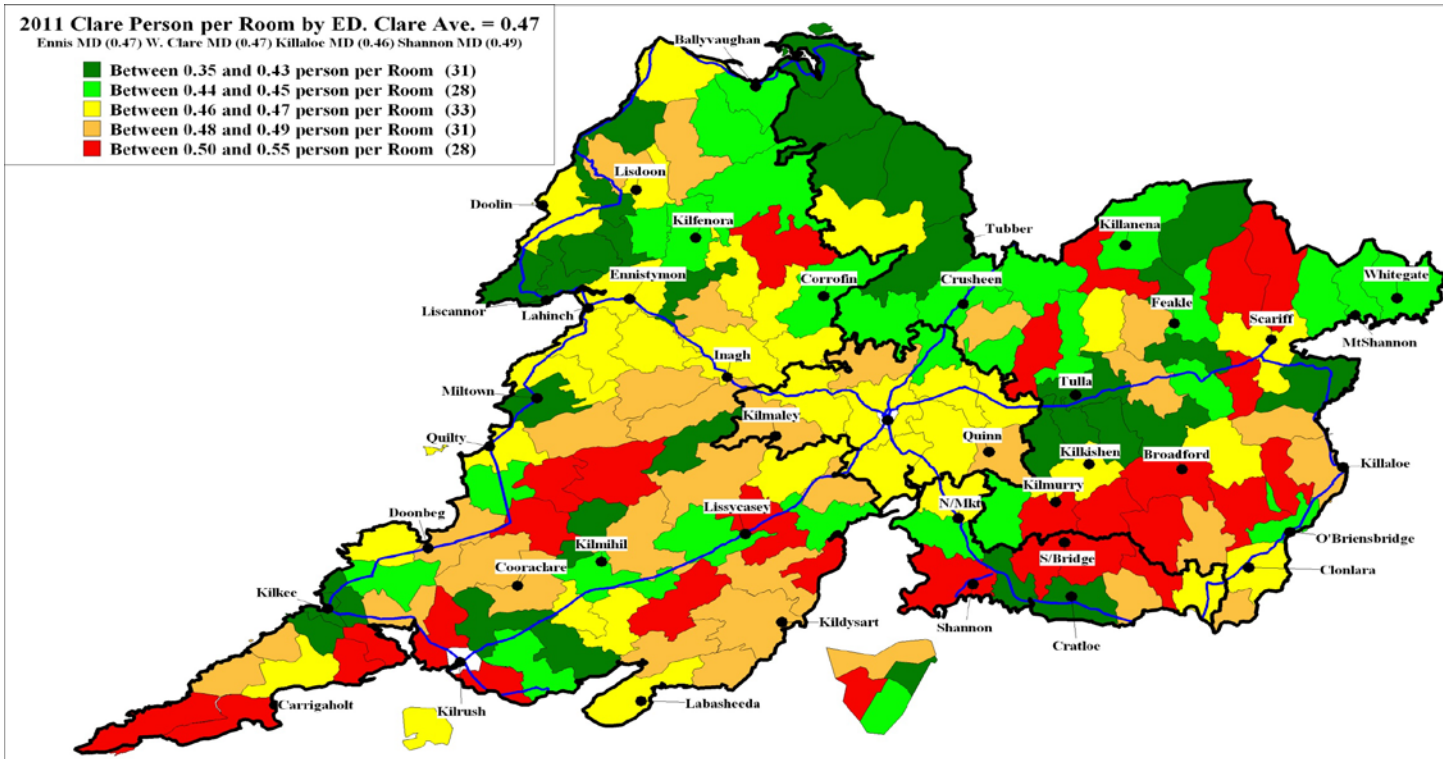 2011 Clare Person per Room by ED. Clare Ave. = 0.47
Ennis MD (0.47) W. Clare MD (0.47) Killaloe MD (0.46) Shannon MD (0.49)
Between 0.35 and 0.43 person per Room (31)
Between 0.44 and 0.45 person per Room (28)
Between 0.46 and 0.47 person per Room (33)
Between 0.48 and 0.49 person per Room (31)
Between 0.50 and 0.55 person per Room (28)
Ballyvaughan
Lisdoon
Doolin
Kilfenora
Tubber
Killanena
Ennistymon
Corrofin
Crusheen
Whitegate
Liscannor
Lahinch
Feakle
Scariff
MtShannon
Inagh
Miltown
Tulla
Quilty
Kilmaley
Quinn
Kilkishen
Broadford
Killaloe
Doonbeg
Lissycasey
N/Mkt
Kilmurry
Kilmihil
S/Bridge
O'Briensbridge
Cooraclare
Clonlara
Kilkee
Kildysart
Shannon
Cratloe
Carrigaholt
Kilrush
Labasheeda